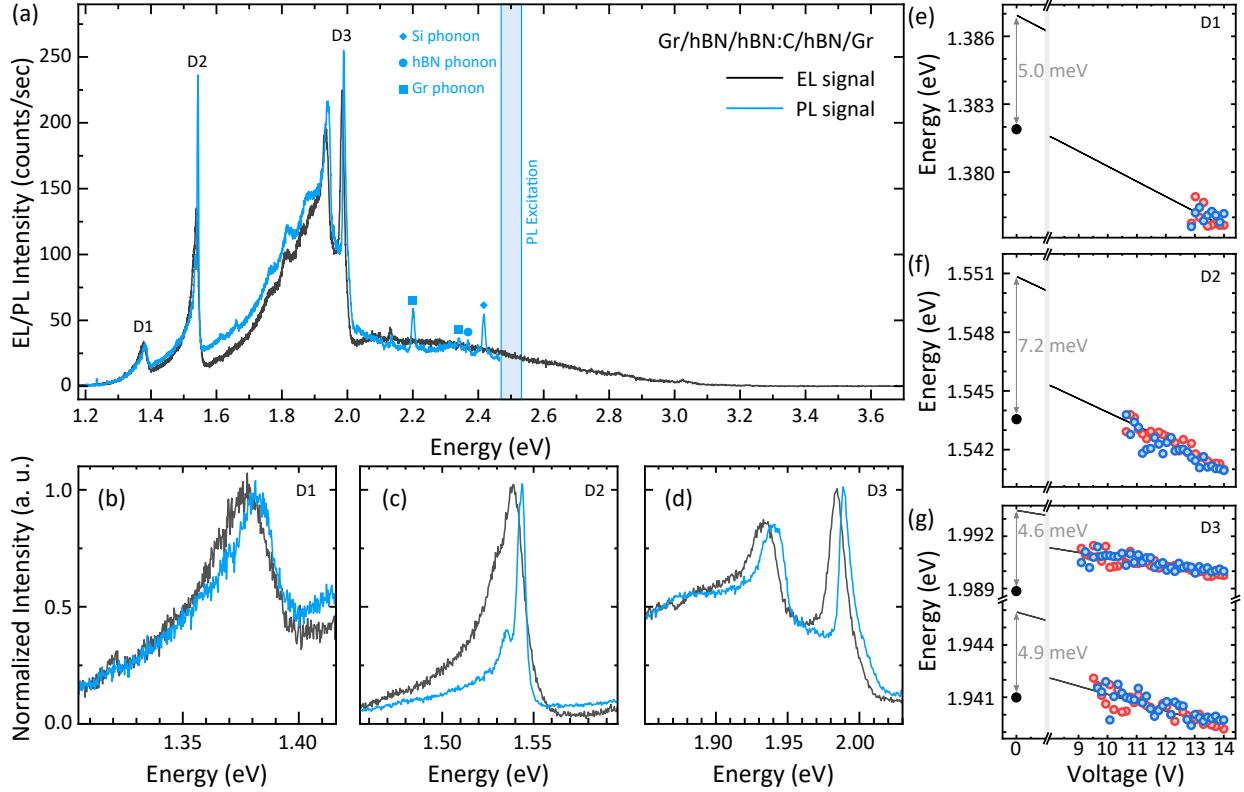 (a)
EL/PL Intensity (counts/sec)
250
200
150
100
50
0
D1
D2
D3
Si phonon
hBN phonon
Gr phonon
Gr/hBN/hBN:C/hBN/Gr
EL signal
PL signal
PL Excitation
1.2 1.4 1.6 1.8 2.0 2.2 2.4 2.6 2.8 3.0 3.2 3.4 3.6
Energy (eV)
Normalized Intensity (a. u.)
1.0
0.5
0.0
(b)
D1
1.35 1.40
Energy (eV)
(c)
D2
1.50 1.55
Energy (eV)
(d)
D3
1.90 1.95 2.00
Energy (eV)
(e)
D1
Energy (eV)
1.386
1.383
1.380
5.0 meV
(f)
D2
Energy (eV)
1.551
1.548
1.545
1.542
7.2 meV
(g)
D3
Energy (eV)
1.992
1.989
1.944
1.941
4.6 meV
4.9 meV
0 9 10 11 12 13 14
Voltage (V)